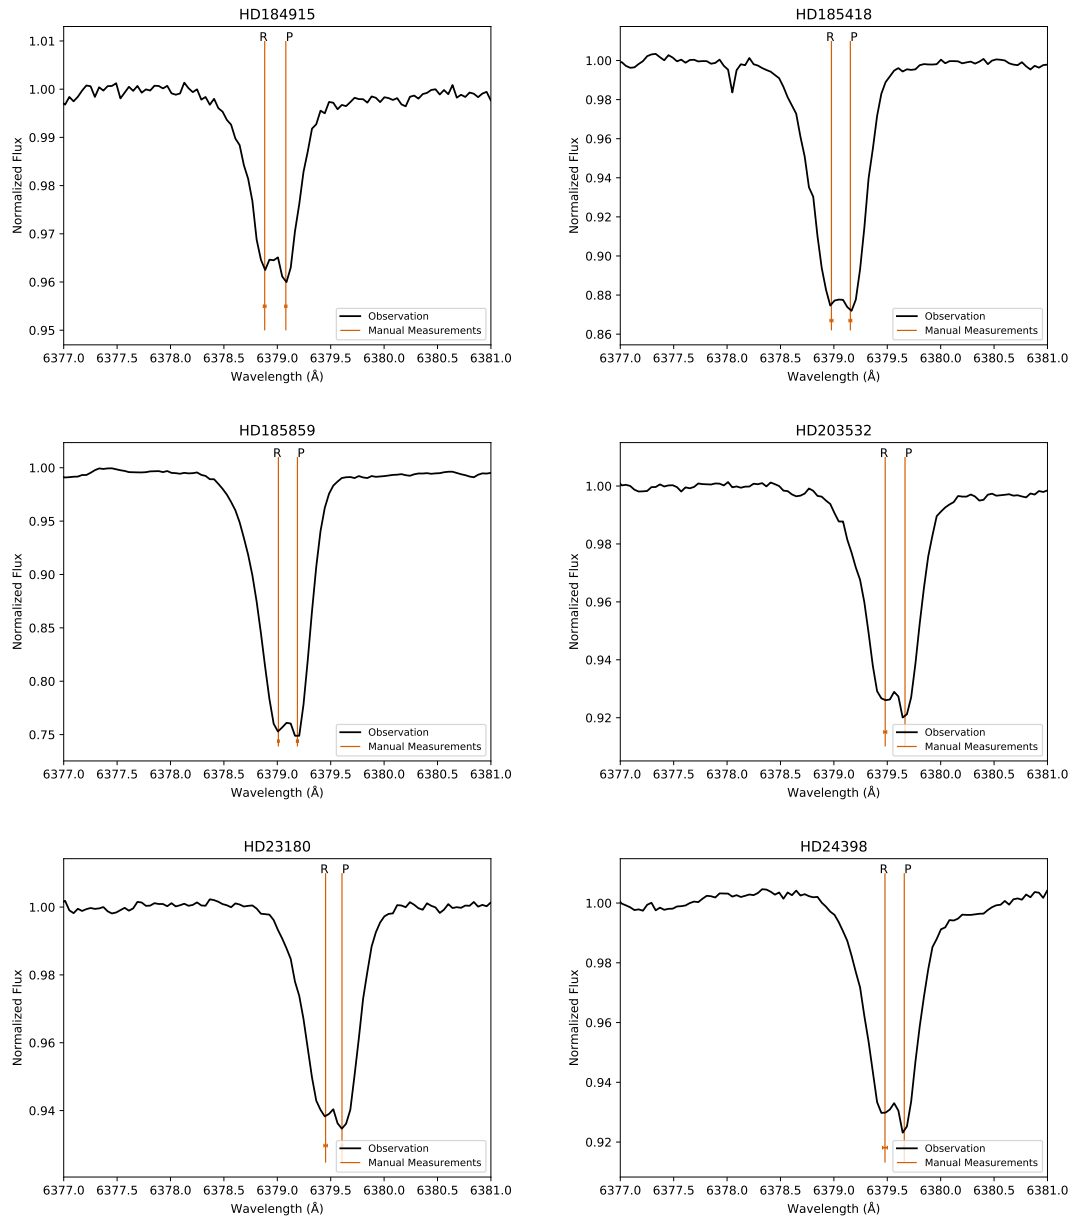 HD184915
R P
1.01
1.00
0.99
0.98
0.97
0.96
0.95
Normalized Flux
Observation
Manual Measurements
6377.0 6377.5 6378.0 6378.5 6379.0 6379.5 6380.0 6380.5 6381.0
Wavelength (Å)
HD185418
R P
1.00
0.98
0.96
0.94
0.92
0.90
0.88
0.86
Normalized Flux
Observation
Manual Measurements
6377.0 6377.5 6378.0 6378.5 6379.0 6379.5 6380.0 6380.5 6381.0
Wavelength (Å)
HD185859
R P
1.00
0.95
0.90
0.85
0.80
0.75
Normalized Flux
Observation
Manual Measurements
6377.0 6377.5 6378.0 6378.5 6379.0 6379.5 6380.0 6380.5 6381.0
Wavelength (Å)
HD203532
R P
1.00
0.98
0.96
0.94
0.92
Normalized Flux
Observation
Manual Measurements
6377.0 6377.5 6378.0 6378.5 6379.0 6379.5 6380.0 6380.5 6381.0
Wavelength (Å)
HD23180
R P
1.00
0.98
0.96
0.94
Normalized Flux
Observation
Manual Measurements
6377.0 6377.5 6378.0 6378.5 6379.0 6379.5 6380.0 6380.5 6381.0
Wavelength (Å)
HD24398
R P
1.00
0.98
0.96
0.94
0.92
Normalized Flux
Observation
Manual Measurements
6377.0 6377.5 6378.0 6378.5 6379.0 6379.5 6380.0 6380.5 6381.0
Wavelength (Å)